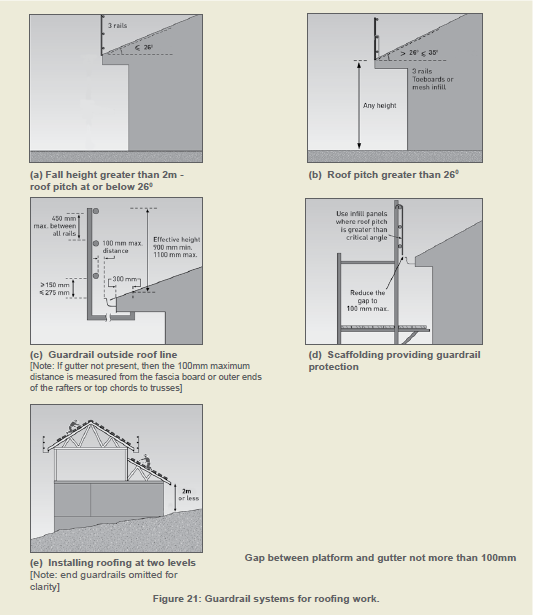 3 rails
⩽ 26°
(a) Fall height greater than 2m -
roof pitch at or below 26⁰
> 26° ⩽ 35°
3 rails
Toeboards or
mesh infill
Any height
(b) Roof pitch greater than 26⁰
450 mm
max. between
all rails
100 mm max.
distance
Effective height
900 mm min.
1100 mm max.
300 mm
⩾150 mm
⩽ 275 mm
(c) Guardrail outside roof line
[Note: If gutter not present, then the 100mm maximum
distance is measured from the fascia board or outer ends
of the rafters or top chords to trusses]
Use infill panels
where roof pitch
is greater than
critical angle
Reduce the
gap to
100 mm max.
(d) Scaffolding providing guardrail
protection
2m
or less
(e) Installing roofing at two levels
[Note: end guardrails omitted for
clarity]
Gap between platform and gutter not more than 100mm
Figure 21: Guardrail systems for roofing work.